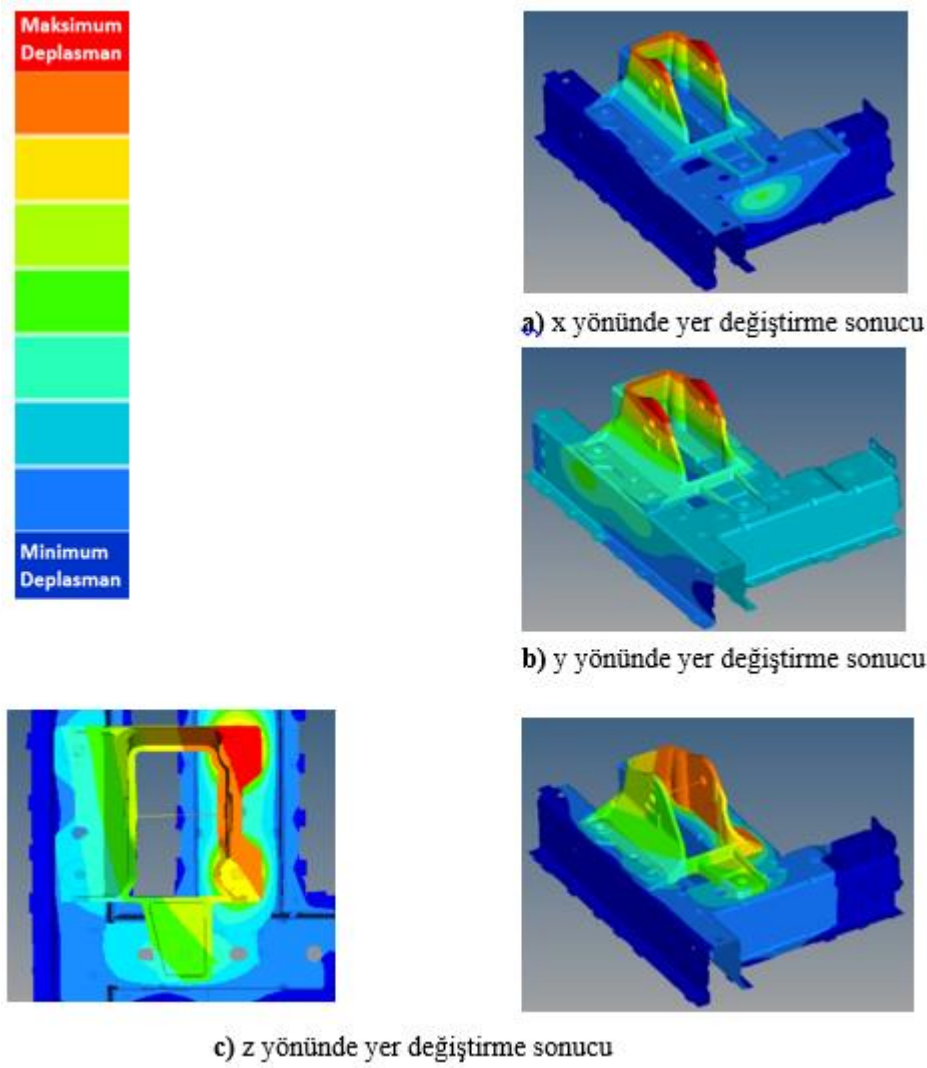 Maksimum
Deplasman
Minimum
Deplasman
a) x yönünde yer değiştirme sonucu
b) y yönünde yer değiştirme sonucu
c) z yönünde yer değiştirme sonucu